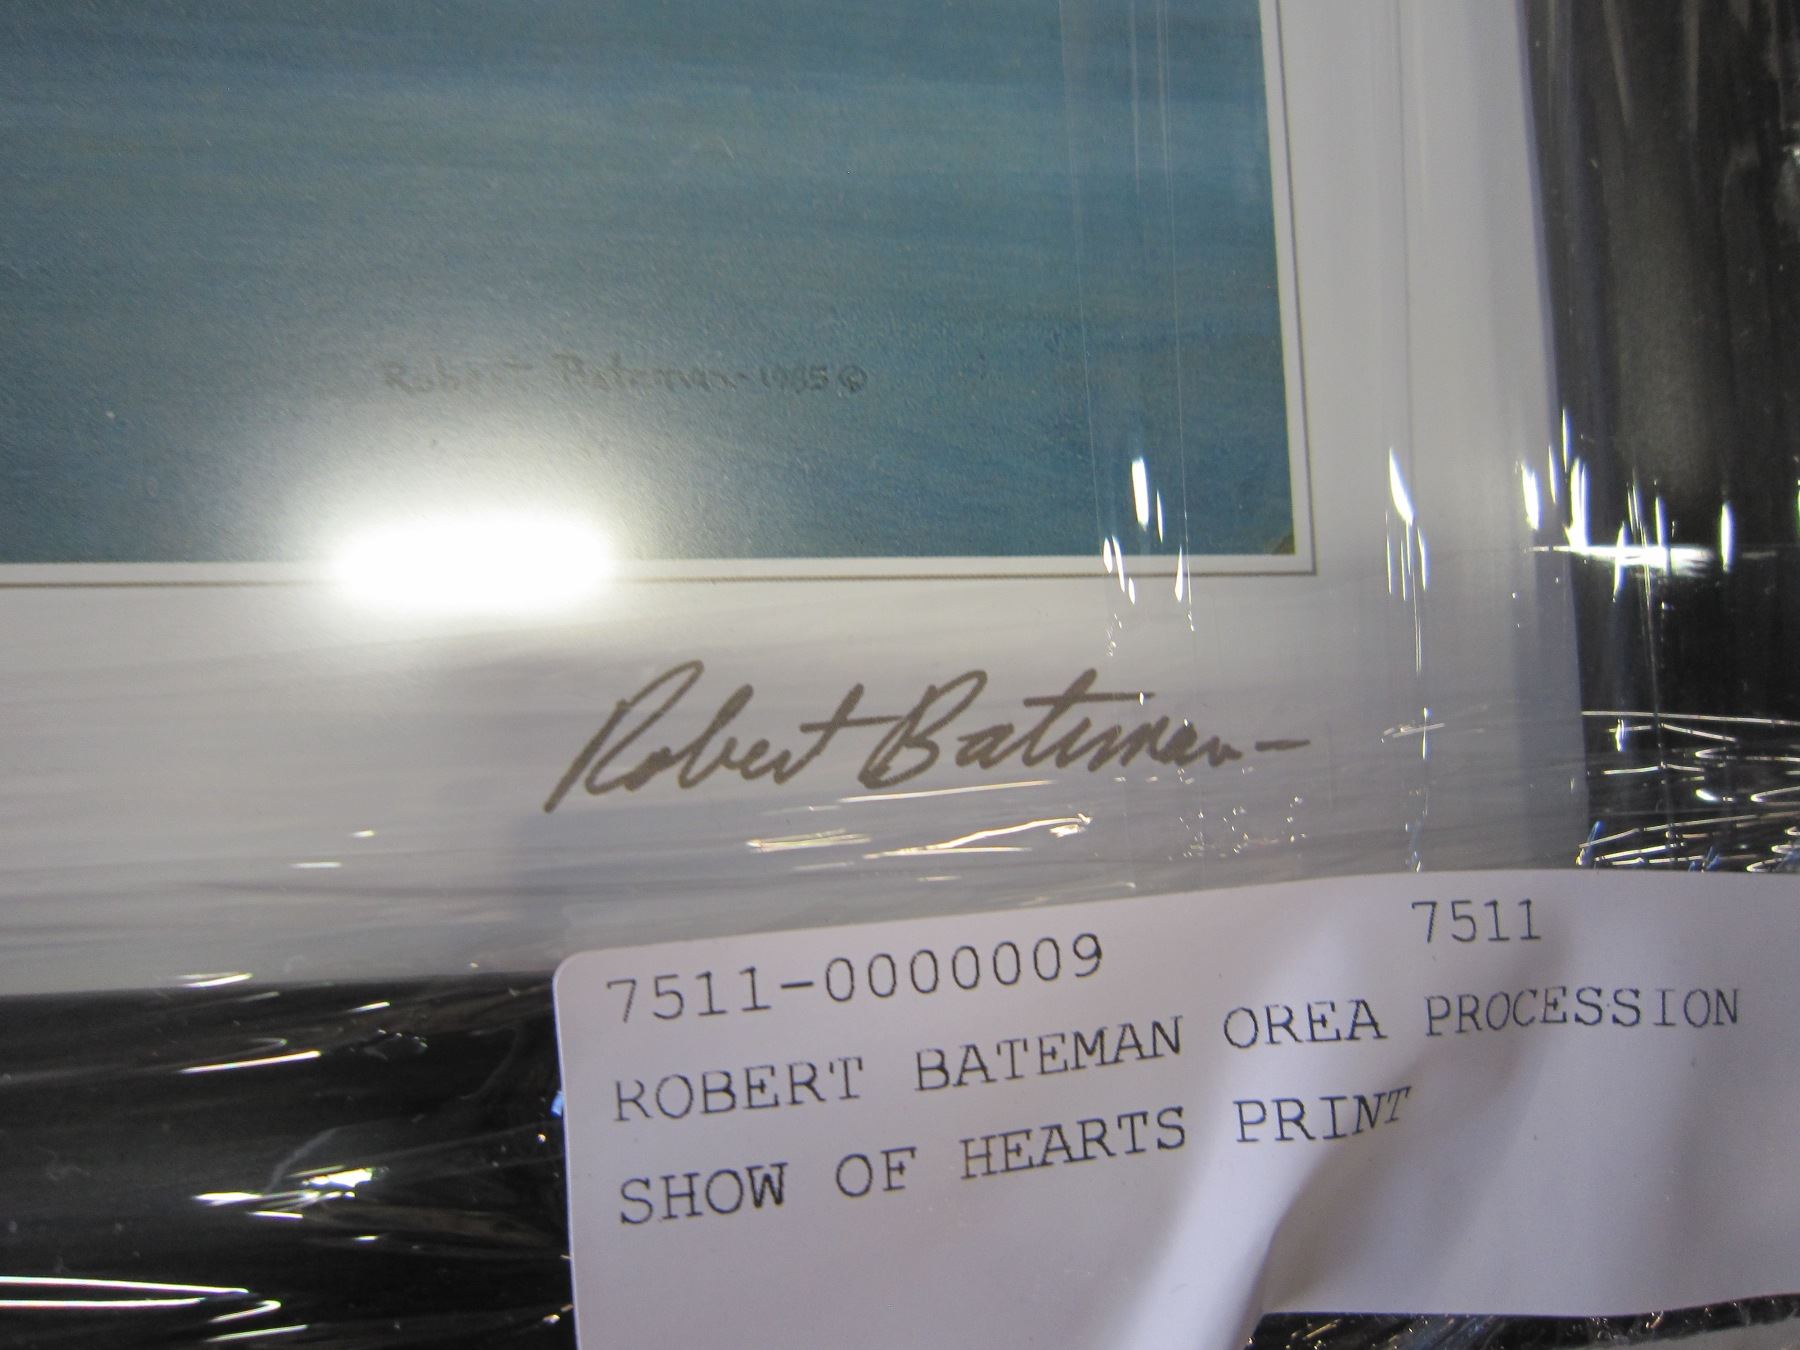 Robert Bateman - 1985 ©
Robert Bateman -
7511-0000009 7511
ROBERT BATEMAN OREA PROCESSION
SHOW OF HEARTS PRINT